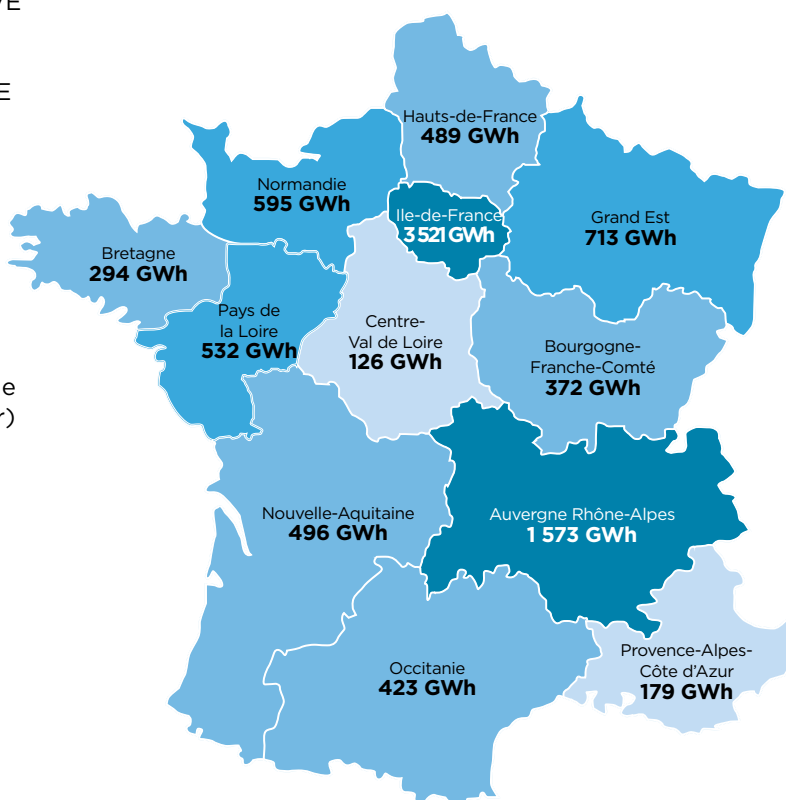 E
Hauts-de-France
489 GWh
Normandie
595 GWh
Ile-de-France
3 521 GWh
Grand Est
713 GWh
Bretagne
294 GWh
Pays de
la Loire
532 GWh
Centre-
Val de Loire
126 GWh
Bourgogne-
Franche-Comté
372 GWh
e
r)
Nouvelle-Aquitaine
496 GWh
Auvergne Rhône-Alpes
1 573 GWh
Occitanie
423 GWh
Provence-Alpes-
Côte d'Azur
179 GWh